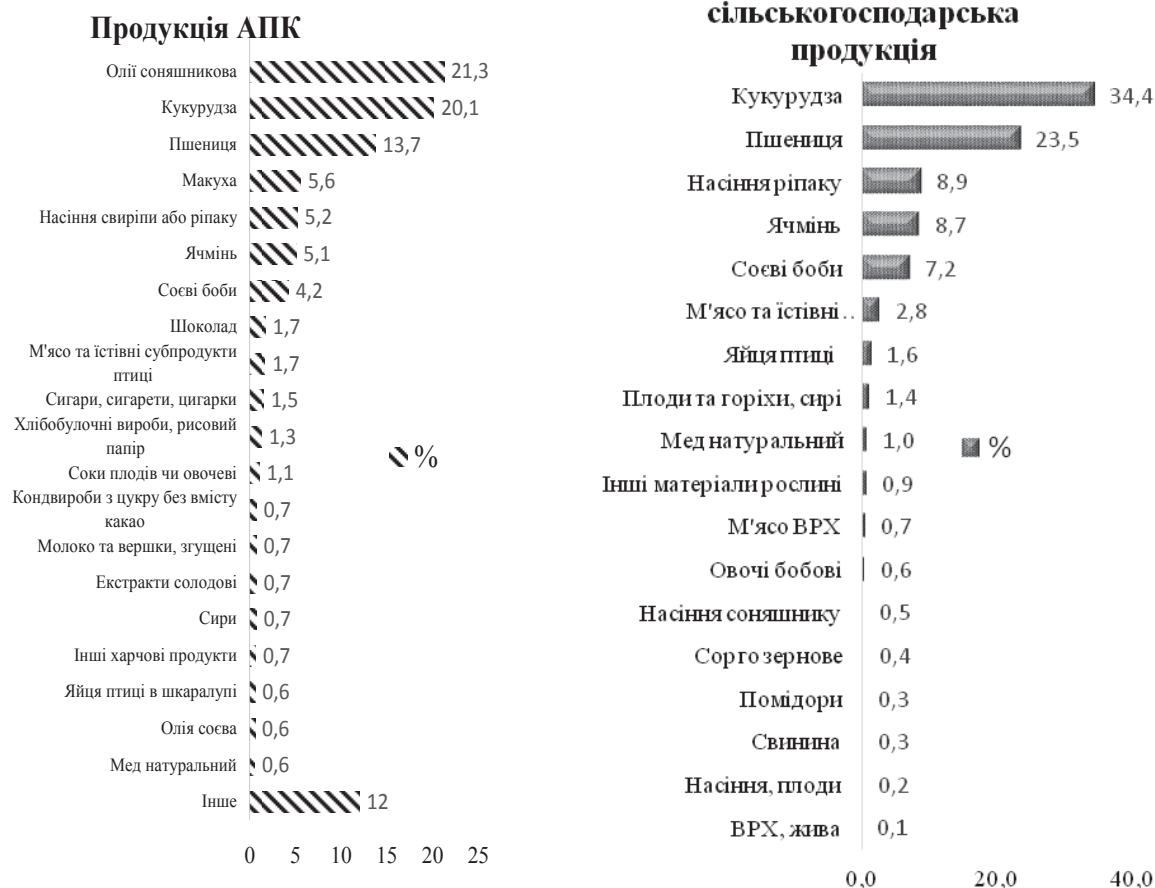 Продукція АПК
Олії соняшникова 21,3
Кукурудза 20,1
Пшениця 13,7
Макуха 5,6
Насіння свиріпи або ріпаку 5,2
Ячмінь 5,1
Соєві боби 4,2
Шоколад 1,7
М'ясо та їстівні субпродукти
птиці 1,7
Сигари, сигарети, цигарки 1,5
Хлібобулочні вироби, рисовий
папір 1,3
Соки плодів чи овочеві 1,1
Кондвироби з цукру без вмісту
какао 0,7
Молоко та вершки, згущені 0,7
Екстракти солодові 0,7
Сири 0,7
Інші харчові продукти 0,7
Яйця птиці в шкаралупі 0,6
Олія соєва 0,6
Мед натуральний 0,6
Інше 12
%
0 5 10 15 20 25
сільськогосподарська
продукція
Кукурудза 34,4
Пшениця 23,5
Насіння ріпаку 8,9
Ячмінь 8,7
Соєві боби 7,2
М'ясо та їстівні .. 2,8
Яйця птиці 1,6
Плоди та горіхи, сирі 1,4
Мед натуральний 1,0
Інші матеріали рослині 0,9
М'ясо ВРХ 0,7
Овочі бобові 0,6
Насіння соняшнику 0,5
Сорго зернове 0,4
Помідори 0,3
Свинина 0,3
Насіння, плоди 0,2
ВРХ, жива 0,1
%
0,0 20,0 40,0